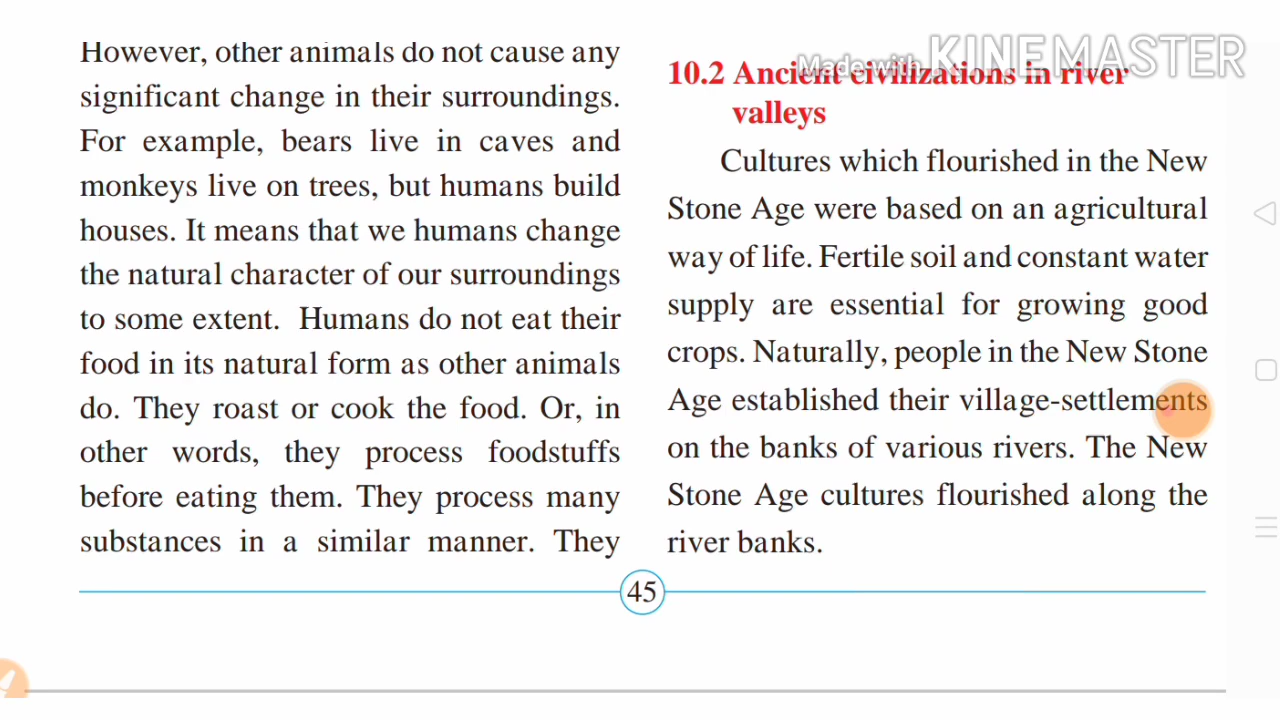 However, other animals do not cause any
significant change in their surroundings.
For example, bears live in caves and
monkeys live on trees, but humans build
houses. It means that we humans change
the natural character of our surroundings
to some extent. Humans do not eat their
food in its natural form as other animals
do. They roast or cook the food. Or, in
other words, they process foodstuffs
before eating them. They process many
substances in a similar manner. They
Made with KINEMASTER
10.2 Ancient civilizations in river
valleys
Cultures which flourished in the New
Stone Age were based on an agricultural
way of life. Fertile soil and constant water
supply are essential for growing good
crops. Naturally, people in the New Stone
Age established their village-settlements
on the banks of various rivers. The New
Stone Age cultures flourished along the
river banks.
45